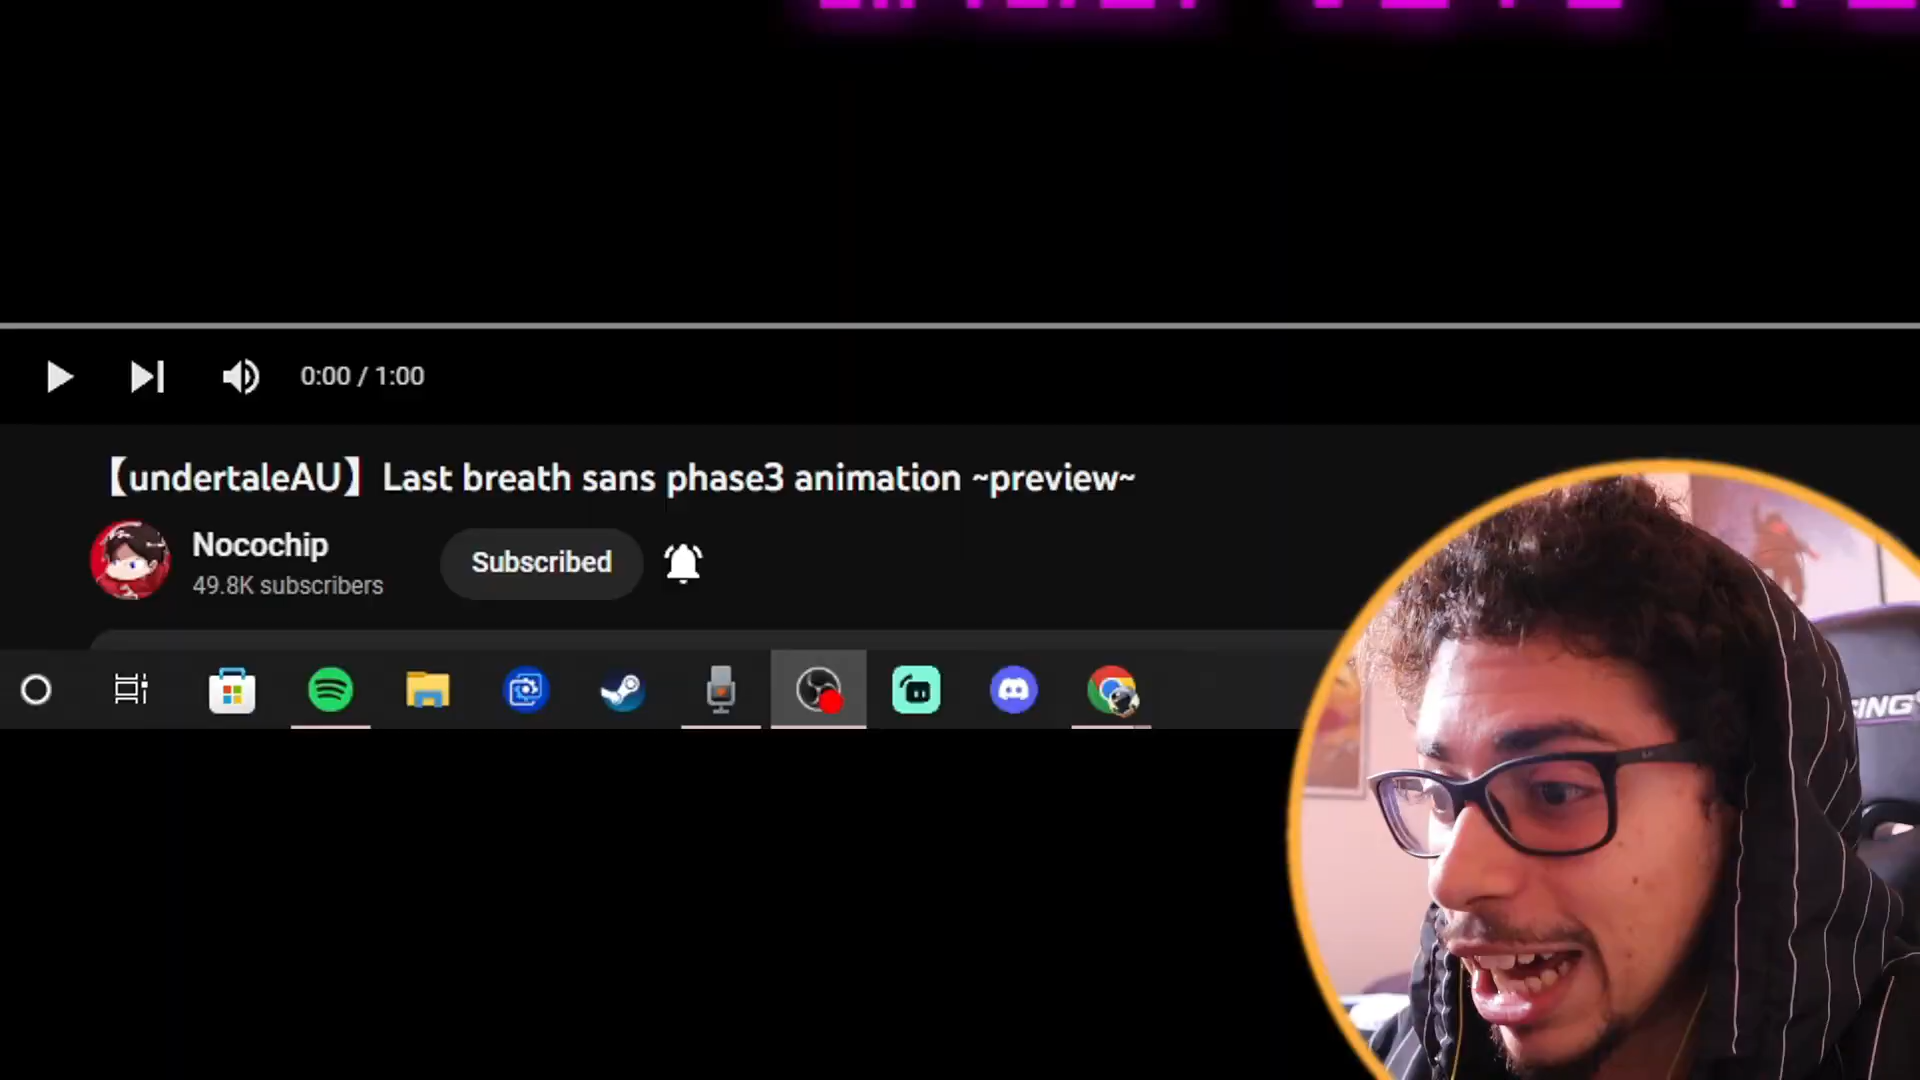 0:00 / 1:00
【undertaleAU】 Last breath sans phase3 animation ~preview~
Nocochip
49.8K subscribers
Subscribed